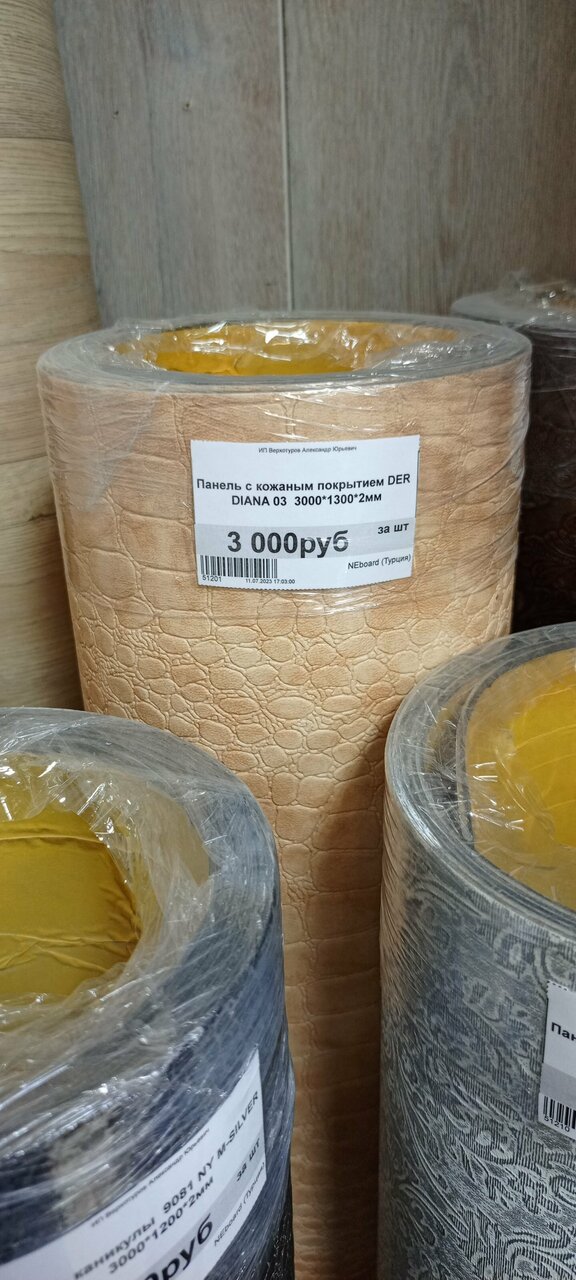 ИП Верхотуров Александр Юрьевич
Панель с кожаным покрытием DER
DIANA 03 3000*1300*2мм
3 000руб за шт
NEboard (Турция)
51201 11.07.2023 17:03:00
ИП Верхотуров Александр Юрьевич
каникулы 9081 NY M-SILVER
3000*1200*2мм
за шт
NEboard (Турция)
51210